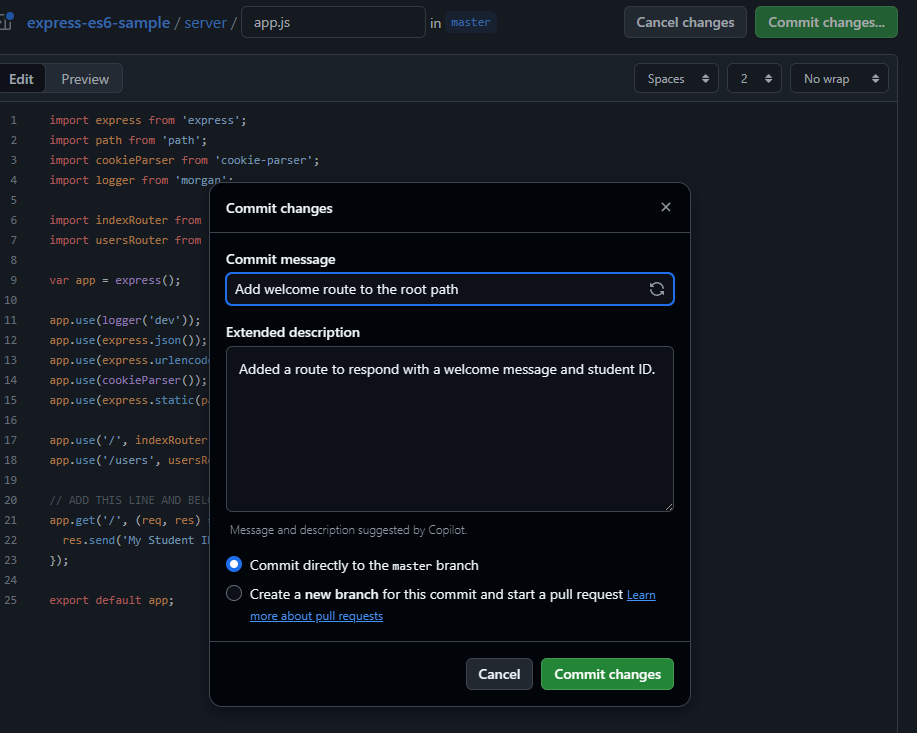 express-es6-sample / server / app.js in master Cancel changes Commit changes...
Edit Preview Spaces 2 No wrap
1 import express from 'express';
2 import path from 'path';
3 import cookieParser from 'cookie-parser';
4 import logger from 'morgan';
5
6 import indexRouter from
7 import usersRouter from
8
9 var app = express();
10
11 app.use(logger('dev'));
12 app.use(express.json());
13 app.use(express.urlencode
14 app.use(cookieParser());
15 app.use(express.static(pa
16
17 app.use('/', indexRouter
18 app.use('/users', usersRo
19
20 // ADD THIS LINE AND BELO
21 app.get('/', (req, res) =
22 res.send('My Student ID
23 });
24
25 export default app;
Commit changes
Commit message
Add welcome route to the root path
Extended description
Added a route to respond with a welcome message and student ID.
Message and description suggested by Copilot.
Commit directly to the master branch
Create a new branch for this commit and start a pull request Learn
more about pull requests
Cancel Commit changes